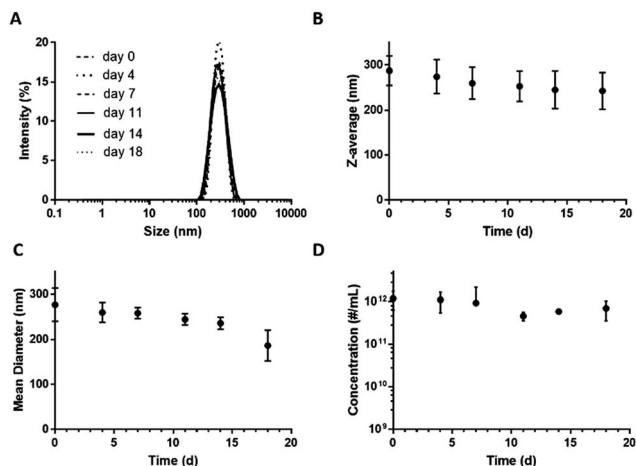 A
20
15
10
5
0
Intensity (%)
day 0
day 4
day 7
day 11
day 14
day 18
0.1 1 10 100 1000 10000
Size (nm)
B
300
200
100
0
Z-average (nm)
0 5 10 15 20
Time (d)
C
300
200
100
0
Mean Diameter (nm)
0 5 10 15 20
Time (d)
D
10¹²
10¹¹
10¹⁰
10⁹
Concentration (#/mL)
0 5 10 15 20
Time (d)